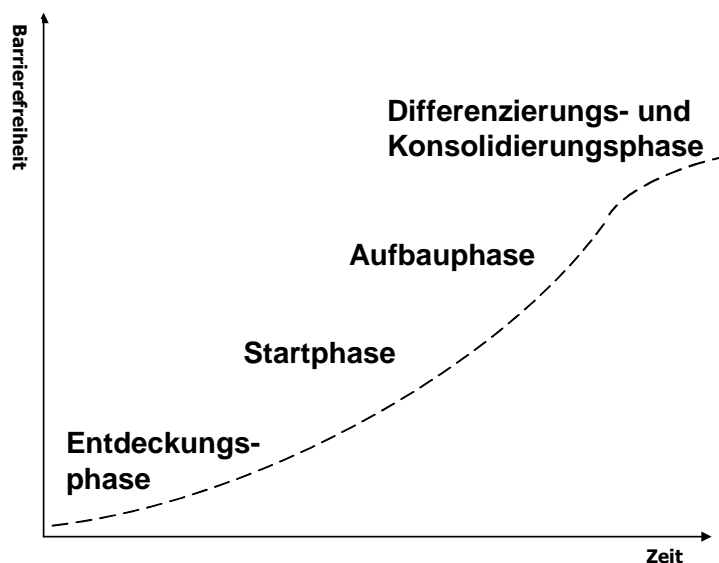 Barrierefreiheit
Differenzierungs- und
Konsolidierungsphase
Aufbauphase
Startphase
Entdeckungs-
phase
Zeit